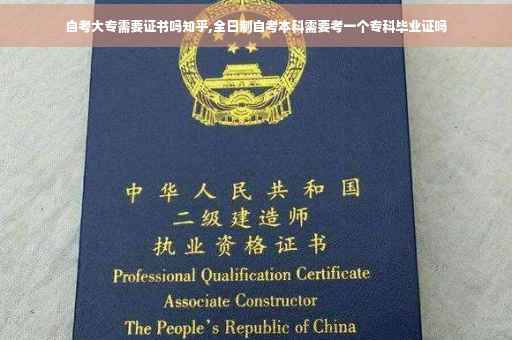 自考大专需要证书吗知乎,全日制自考本科需要考一个专科毕业证吗
中华人民共和国
二级建造师
执业资格证书
Professional Qualification Certificate
Associate Constructor
The People's Republic of China